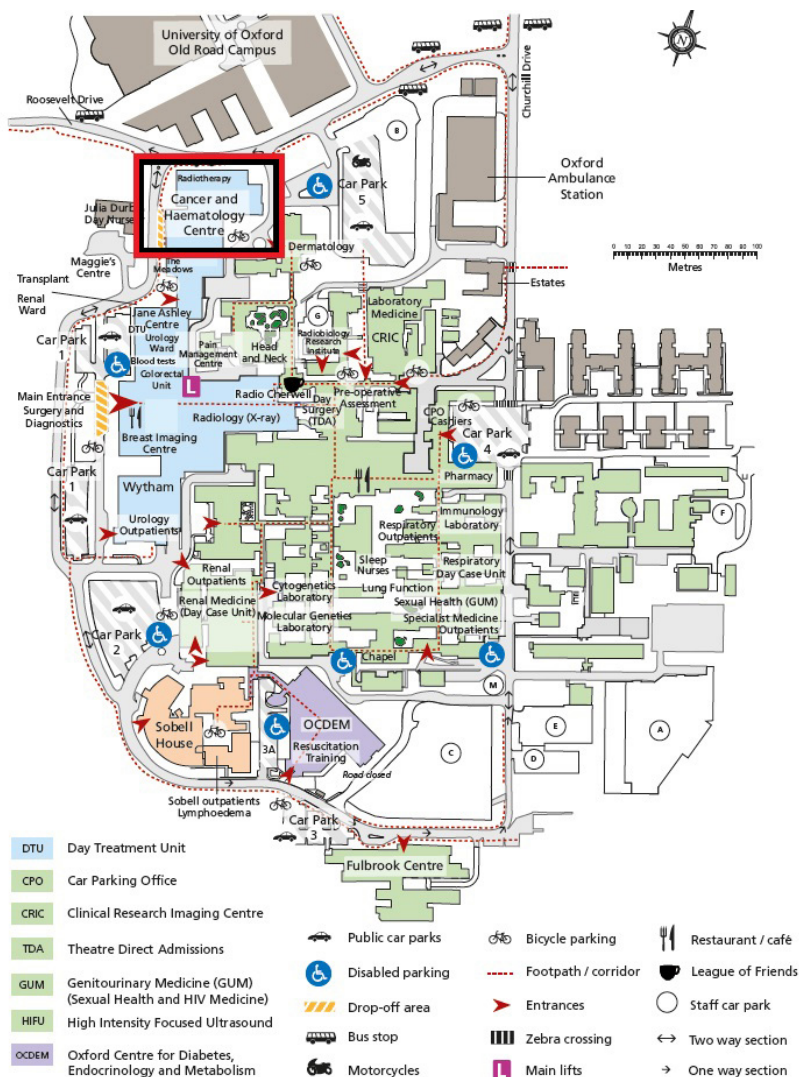 University of Oxford
Old Road Campus
Churchill Drive
N
Roosevelt Drive
B
Oxford
Ambulance
Station
Radiotherapy
Car Park
5
Cancer and
Haematology
Centre
Day Nurse
Dermatology
Maggie's
Centre
The
Meadows
0 10 20 30 40 50 60 70 80 90 100
Metres
Transplant
Estates
Renal
Ward
Jane Ashley
Centre
Laboratory
Medicine
G
DTU
Urology
Ward
Car Park
1
Radiobiology
Research
Institute
CRIC
Pain
Management
Centre
Head
and Neck
Blood tests
Colorectal
Unit
L
Main Entrance
Surgery and
Diagnostics
Radio Cherwell
Day
Surgery
(TDA)
Pre-operative
Assessment
Radiology (X-ray)
CPO
Cashiers
Car Park
4
Breast Imaging
Centre
Car Park
1
Pharmacy
Wytham
Immunology
Laboratory
F
Urology
Outpatients
Respiratory
Outpatients
Sleep
Nurses
Respiratory
Day Case Unit
Renal
Outpatients
Cytogenetics
Laboratory
Lung Function
Renal Medicine
(Day Case Unit)
Sexual Health (GUM)
Molecular Genetics
Laboratory
Specialist Medicine
Outpatients
Car Park
2
Chapel
M
Sobell
House
OCDEM
E
A
3A
Resuscitation
Training
C
D
Road closed
Sobell outpatients
Lymphoedema
Car Park
3
Fulbrook Centre
DTU Day Treatment Unit
CPO Car Parking Office
CRIC Clinical Research Imaging Centre
TDA Theatre Direct Admissions
GUM Genitourinary Medicine (GUM)
(Sexual Health and HIV Medicine)
HIFU High Intensity Focused Ultrasound
OCDEM Oxford Centre for Diabetes,
Endocrinology and Metabolism
Public car parks
Disabled parking
Drop-off area
Bus stop
Motorcycles
Bicycle parking
Footpath / corridor
Entrances
Zebra crossing
L Main lifts
Restaurant / café
League of Friends
Staff car park
Two way section
One way section